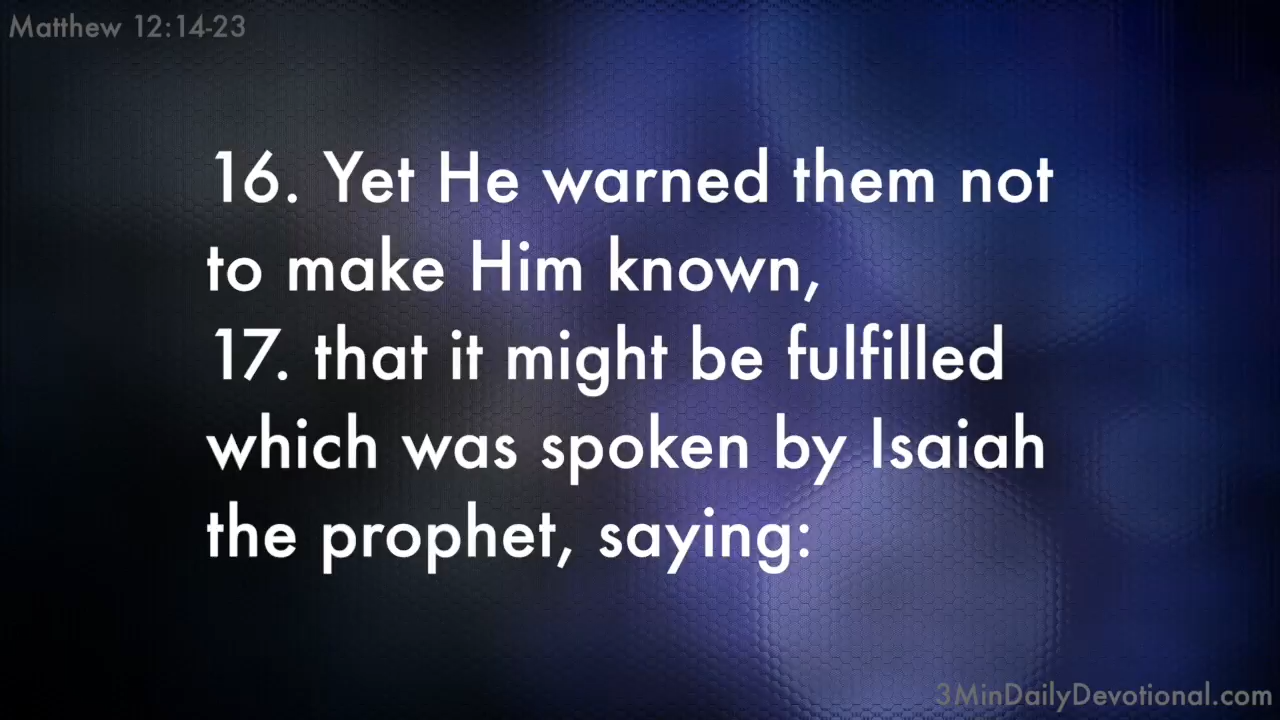 Matthew 12:14-23
16. Yet He warned them not
to make Him known,
17. that it might be fulfilled
which was spoken by Isaiah
the prophet, saying:
3MinDailyDevotional.com